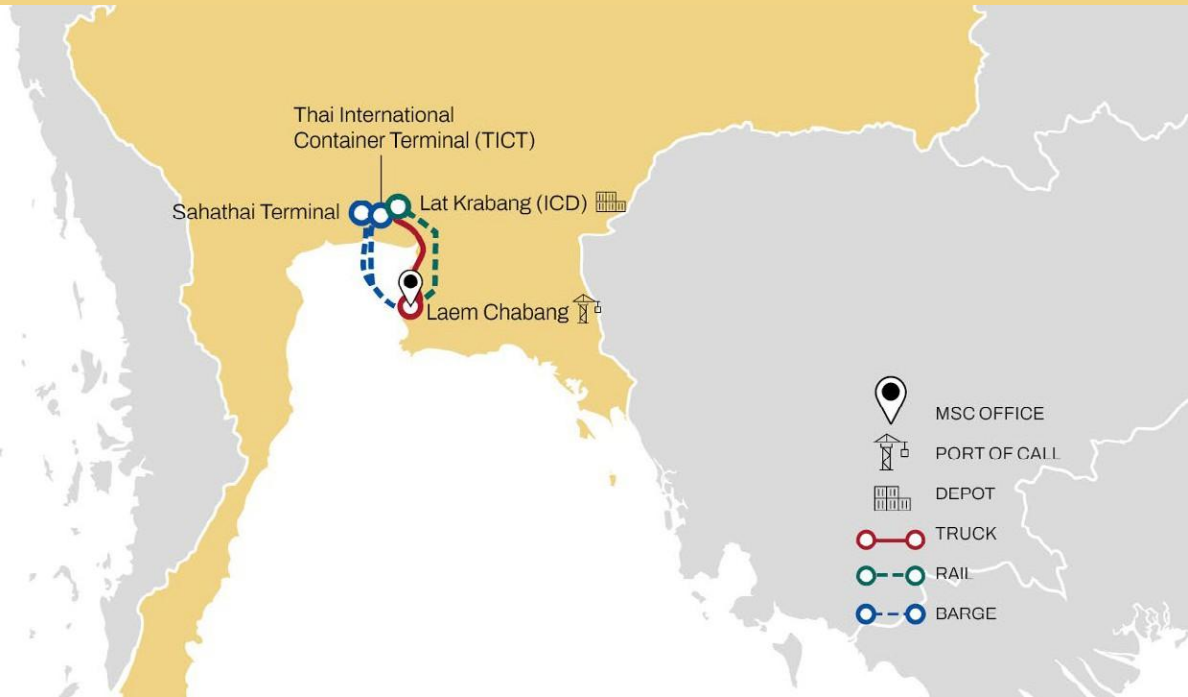 Thai International
Container Terminal (TICT)
Sahathai Terminal
Lat Krabang (ICD)
Laem Chabang
MSC OFFICE
PORT OF CALL
DEPOT
TRUCK
RAIL
BARGE